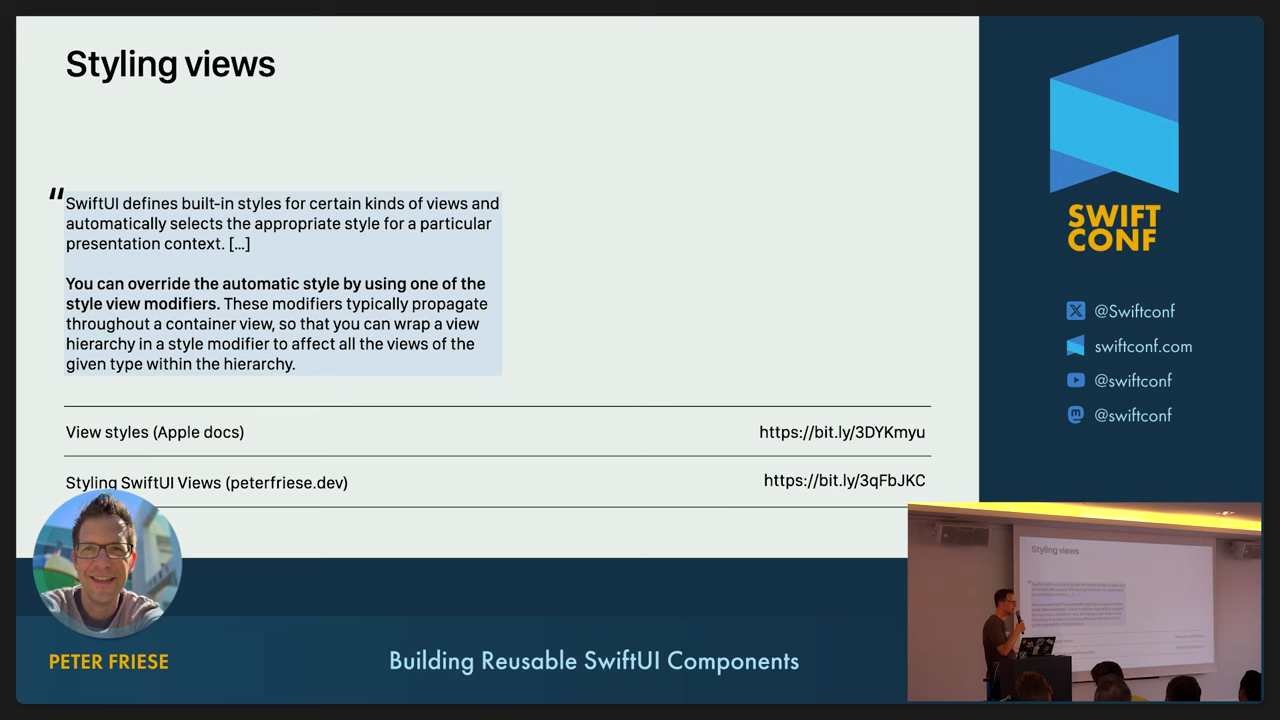 Styling views
“
SwiftUI defines built-in styles for certain kinds of views and
automatically selects the appropriate style for a particular
presentation context. […]
You can override the automatic style by using one of the
style view modifiers. These modifiers typically propagate
throughout a container view, so that you can wrap a view
hierarchy in a style modifier to affect all the views of the
given type within the hierarchy.
View styles (Apple docs) https://bit.ly/3DYKmyu
Styling SwiftUI Views (peterfriese.dev) https://bit.ly/3qFbJKC
SWIFT
CONF
@Swiftconf
swiftconf.com
@swiftconf
@swiftconf
PETER FRIESE
Building Reusable SwiftUI Components
Styling views